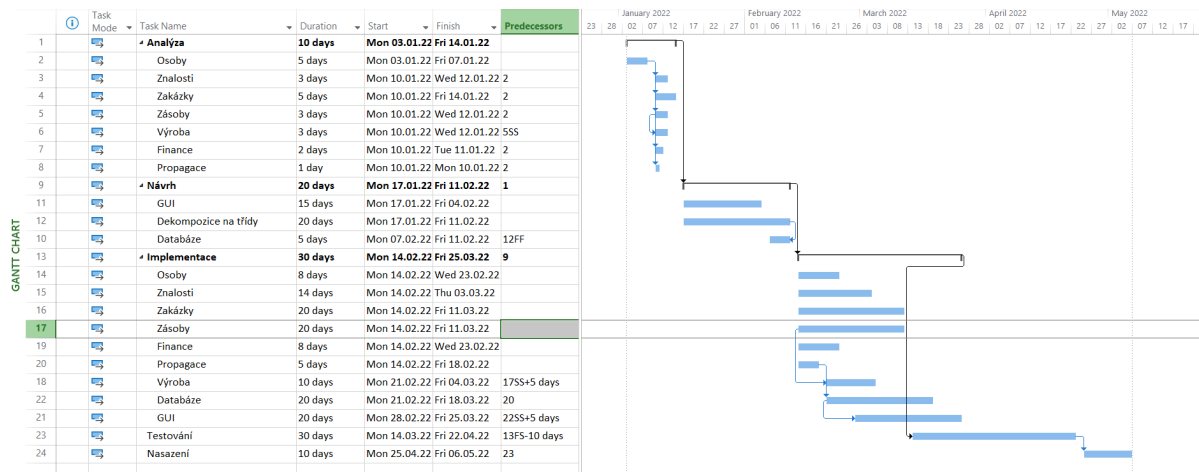 January 2022 February 2022 March 2022 April 2022 May 2022
Task Mode Task Name Duration Start Finish Predecessors 23 28 02 07 12 17 22 27 01 06 11 16 21 26 03 08 13 18 23 28 02 07 12 17 22 27 02 07 12 17
1 Analýza 10 days Mon 03.01.22 Fri 14.01.22
2 Osoby 5 days Mon 03.01.22 Fri 07.01.22
3 Znalosti 3 days Mon 10.01.22 Wed 12.01.22 2
4 Zakázky 5 days Mon 10.01.22 Fri 14.01.22 2
5 Zásoby 3 days Mon 10.01.22 Wed 12.01.22 2
6 Výroba 3 days Mon 10.01.22 Wed 12.01.22 5SS
7 Finance 2 days Mon 10.01.22 Tue 11.01.22 2
8 Propagace 1 day Mon 10.01.22 Mon 10.01.22 2
9 Návrh 20 days Mon 17.01.22 Fri 11.02.22 1
11 GUI 15 days Mon 17.01.22 Fri 04.02.22
12 Dekompozice na třídy 20 days Mon 17.01.22 Fri 11.02.22
10 Databáze 5 days Mon 07.02.22 Fri 11.02.22 12FF
13 Implementace 30 days Mon 14.02.22 Fri 25.03.22 9
14 Osoby 8 days Mon 14.02.22 Wed 23.02.22
15 Znalosti 14 days Mon 14.02.22 Thu 03.03.22
16 Zakázky 20 days Mon 14.02.22 Fri 11.03.22
17 Zásoby 20 days Mon 14.02.22 Fri 11.03.22
19 Finance 8 days Mon 14.02.22 Wed 23.02.22
20 Propagace 5 days Mon 14.02.22 Fri 18.02.22
18 Výroba 10 days Mon 21.02.22 Fri 04.03.22 17SS+5 days
22 Databáze 20 days Mon 21.02.22 Fri 18.03.22 20
21 GUI 20 days Mon 28.02.22 Fri 25.03.22 22SS+5 days
23 Testování 30 days Mon 14.03.22 Fri 22.04.22 13FS-10 days
24 Nasazení 10 days Mon 25.04.22 Fri 06.05.22 23
GANTT CHART